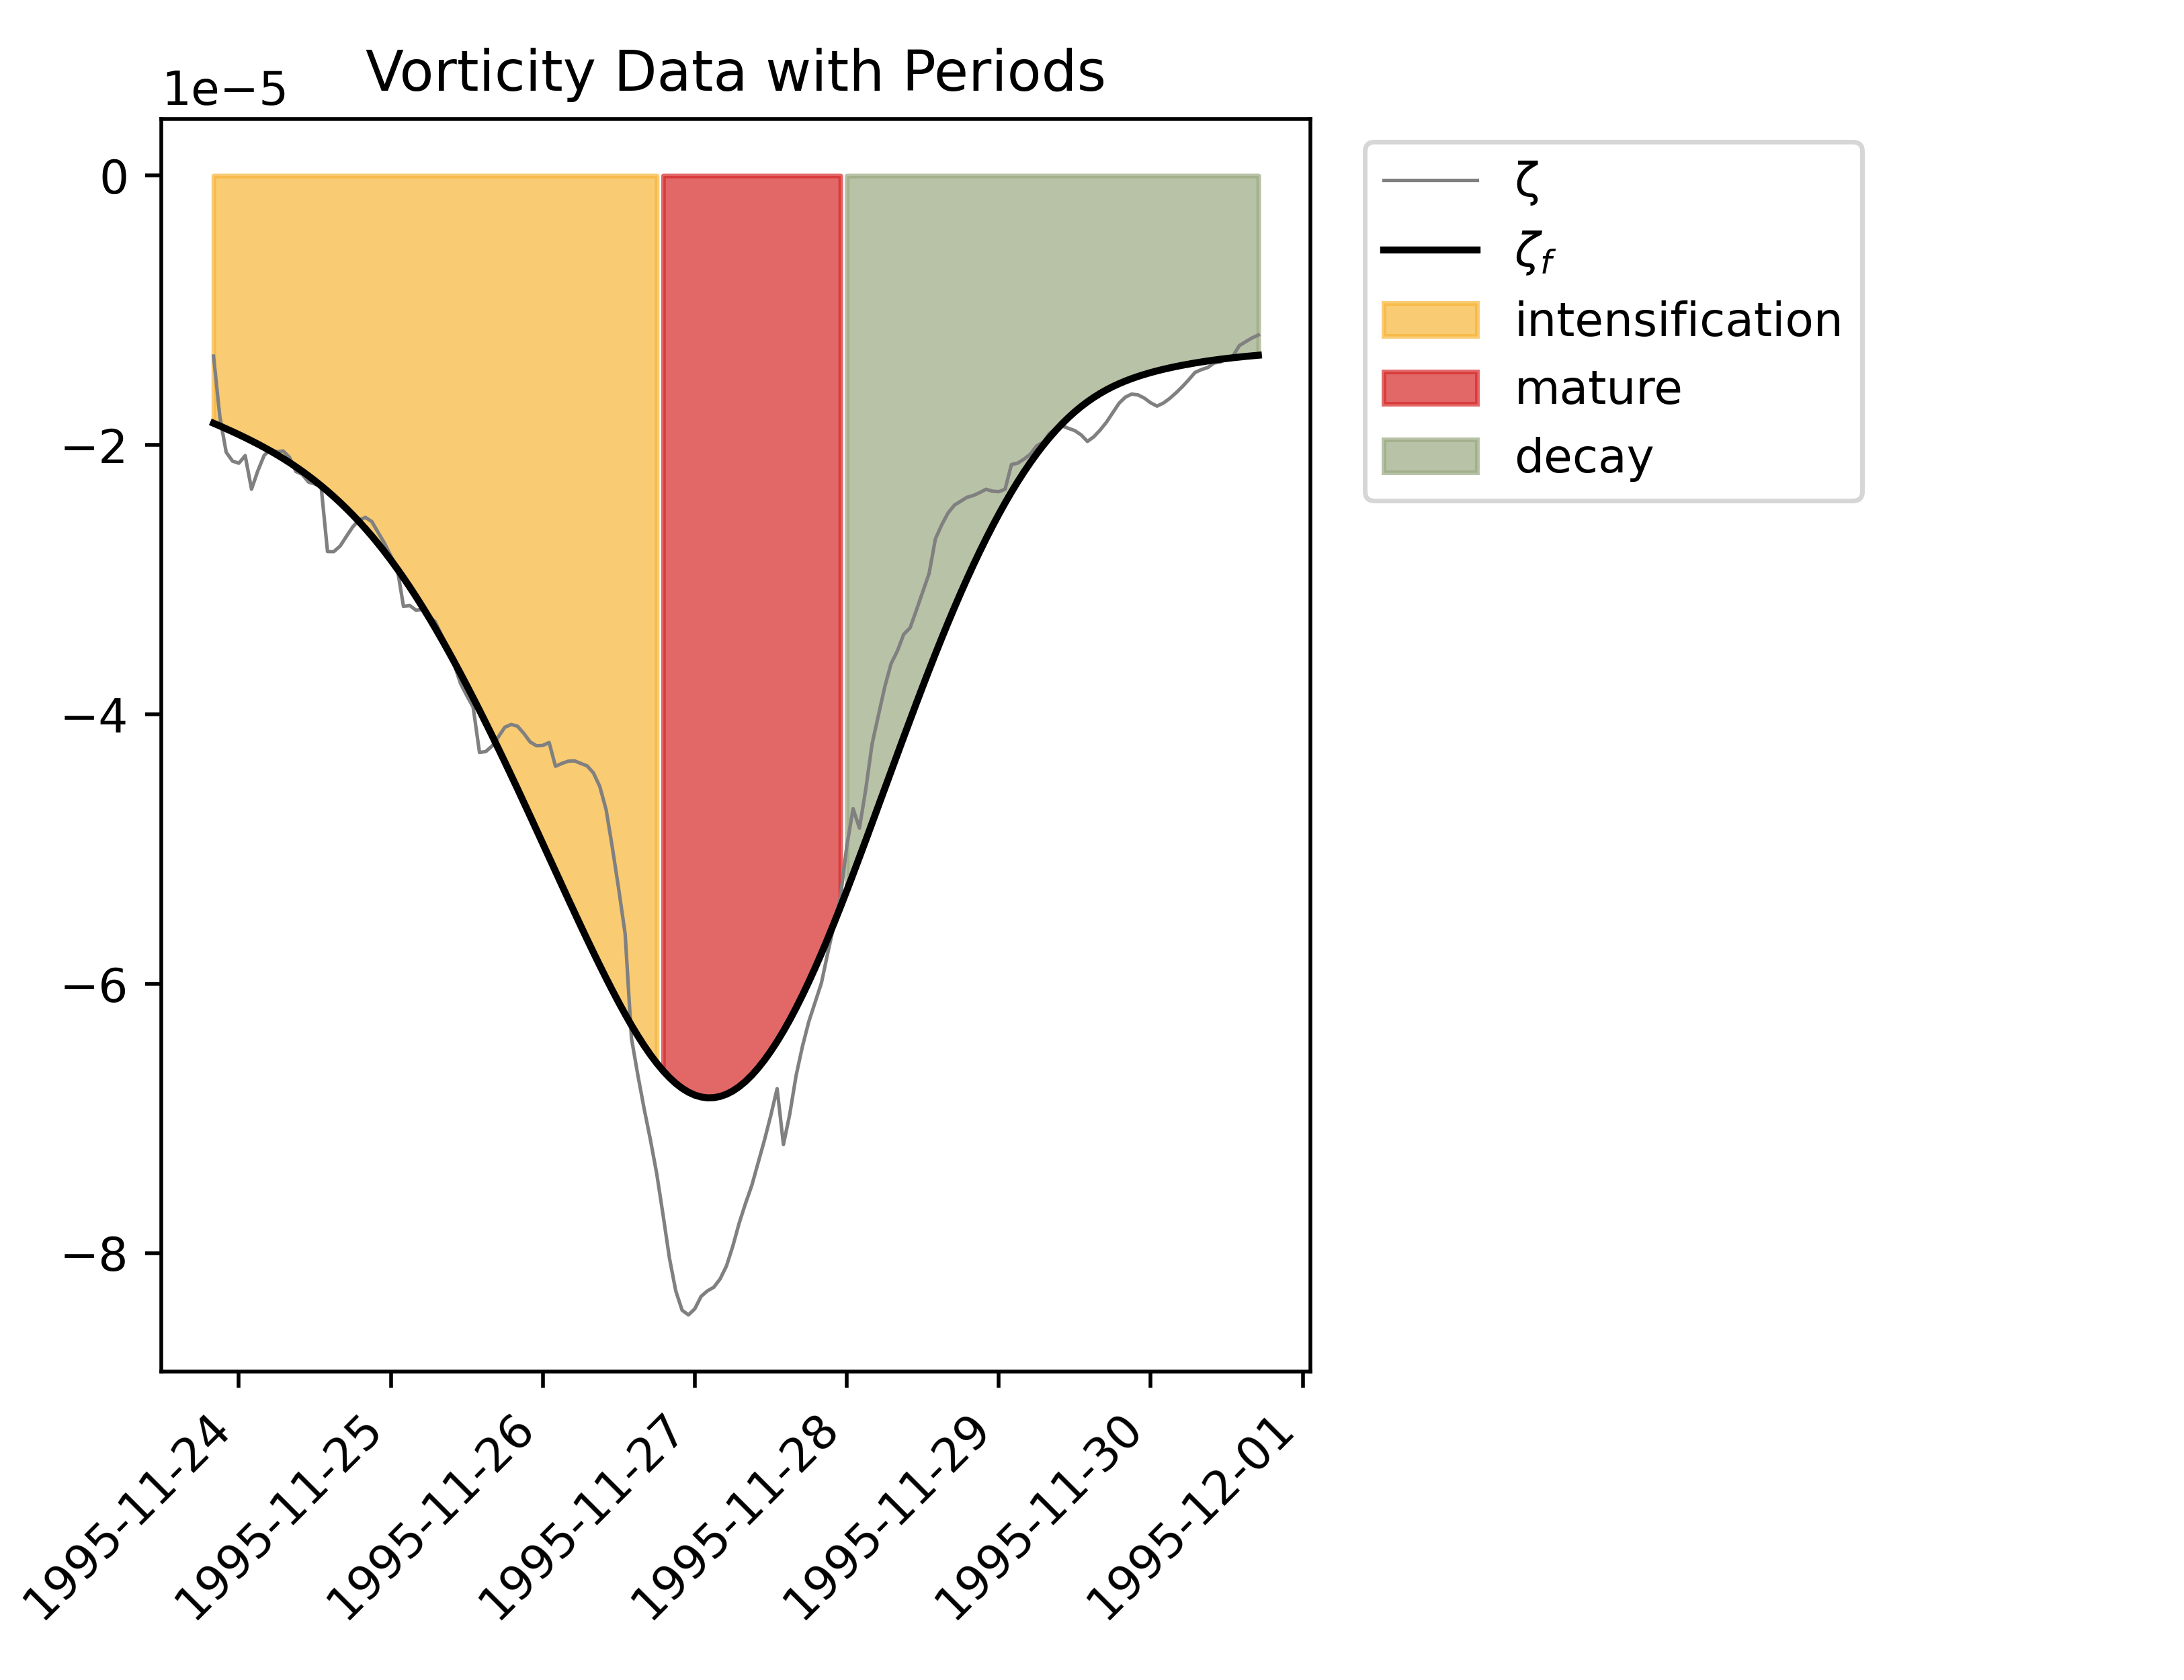 Vorticity Data with Periods
1e−5
0
−2
−4
−6
−8
1995-11-24
1995-11-25
1995-11-26
1995-11-27
1995-11-28
1995-11-29
1995-11-30
1995-12-01
ζ
ζf
intensification
mature
decay